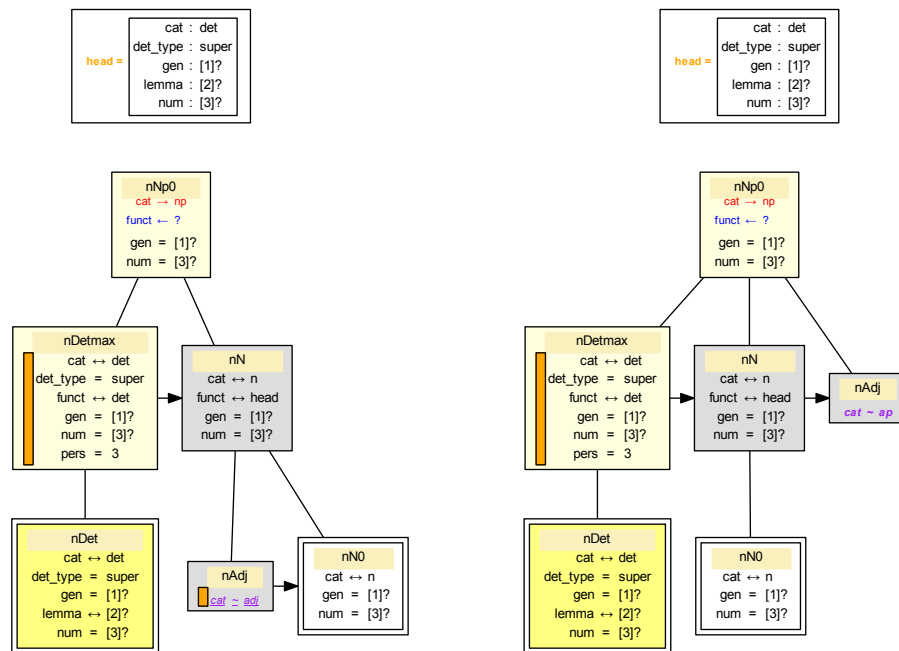 head =
cat : det
det_type : super
gen : [1]?
lemma : [2]?
num : [3]?
nNp0
cat → np
funct ← ?
gen = [1]?
num = [3]?
nDetmax
cat ↔ det
det_type = super
funct ↔ det
gen = [1]?
num = [3]?
pers = 3
nN
cat ↔ n
funct ↔ head
gen = [1]?
num = [3]?
nDet
cat ↔ det
det_type = super
gen = [1]?
lemma ↔ [2]?
num = [3]?
nAdj
cat ~ adj
nN0
cat ↔ n
gen = [1]?
num = [3]?
head =
cat : det
det_type : super
gen : [1]?
lemma : [2]?
num : [3]?
nNp0
cat → np
funct ← ?
gen = [1]?
num = [3]?
nDetmax
cat ↔ det
det_type = super
funct ↔ det
gen = [1]?
num = [3]?
pers = 3
nN
cat ↔ n
funct ↔ head
gen = [1]?
num = [3]?
nAdj
cat ~ ap
nDet
cat ↔ det
det_type = super
gen = [1]?
lemma ↔ [2]?
num = [3]?
nN0
cat ↔ n
gen = [1]?
num = [3]?